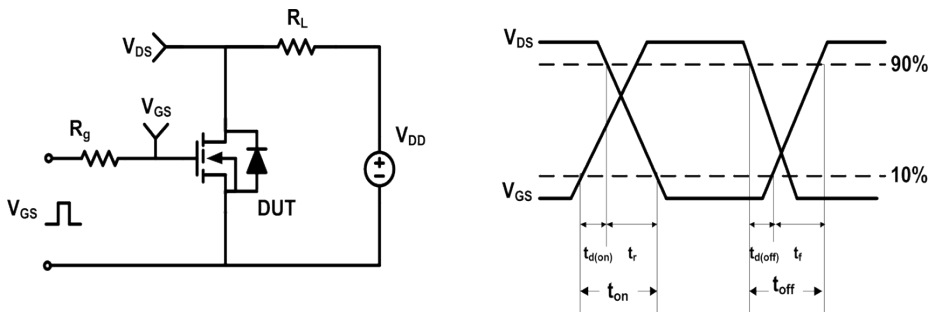 R_L
V_DS
V_GS
R_g
V_DD
+
-
V_GS
DUT
V_DS
90%
10%
V_GS
t_d(on) t_r
t_d(off) t_f
t_on
t_off